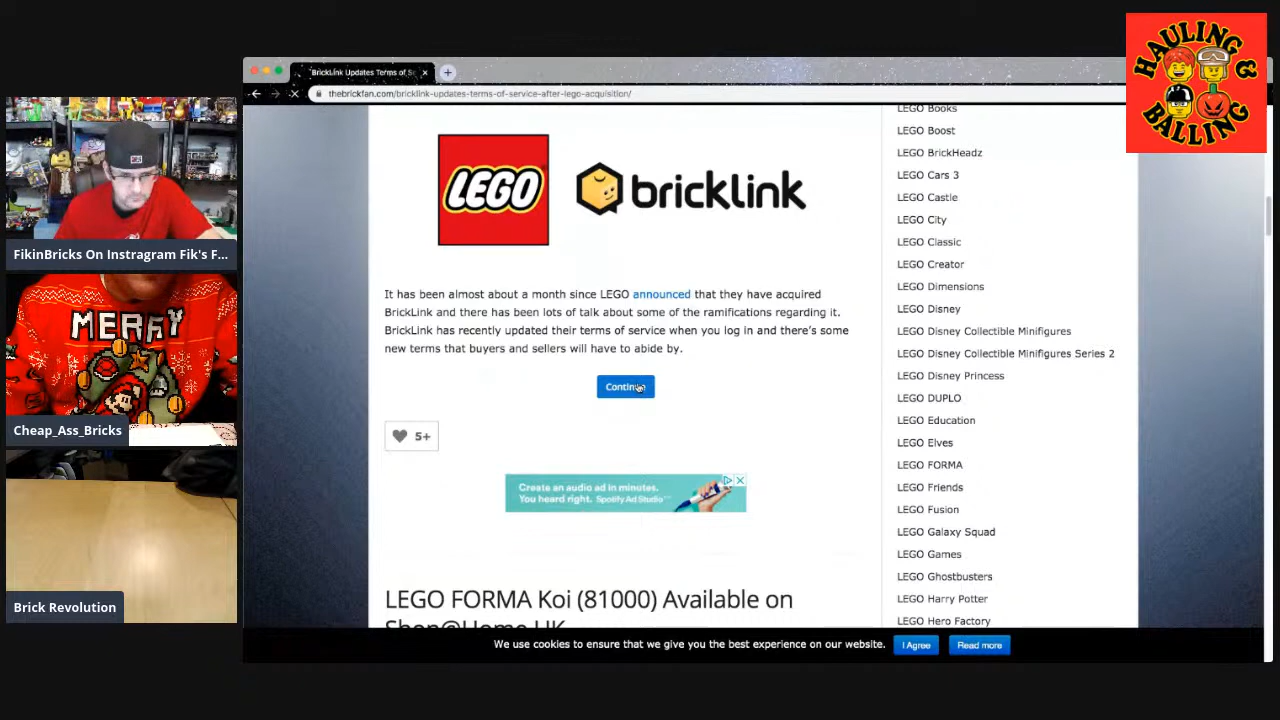 HAULING &
BALLING
BrickLink Updates Terms of Se
thebrickfan.com/bricklink-updates-terms-of-service-after-lego-acquisition/
LEGO
bricklink
It has been almost about a month since LEGO announced that they have acquired
BrickLink and there has been lots of talk about some of the ramifications regarding it.
BrickLink has recently updated their terms of service when you log in and there's some
new terms that buyers and sellers will have to abide by.
Continue
5+
Create an audio ad in minutes.
You heard right. Spotify Ad Studio
LEGO FORMA Koi (81000) Available on
Shop@Home UK
LEGO Books
LEGO Boost
LEGO BrickHeadz
LEGO Cars 3
LEGO Castle
LEGO City
LEGO Classic
LEGO Creator
LEGO Dimensions
LEGO Disney
LEGO Disney Collectible Minifigures
LEGO Disney Collectible Minifigures Series 2
LEGO Disney Princess
LEGO DUPLO
LEGO Education
LEGO Elves
LEGO FORMA
LEGO Friends
LEGO Fusion
LEGO Galaxy Squad
LEGO Games
LEGO Ghostbusters
LEGO Harry Potter
LEGO Hero Factory
We use cookies to ensure that we give you the best experience on our website.
I Agree
Read more
FikinBricks On Instragram Fik's F...
MERRY
Cheap_Ass_Bricks
Brick Revolution